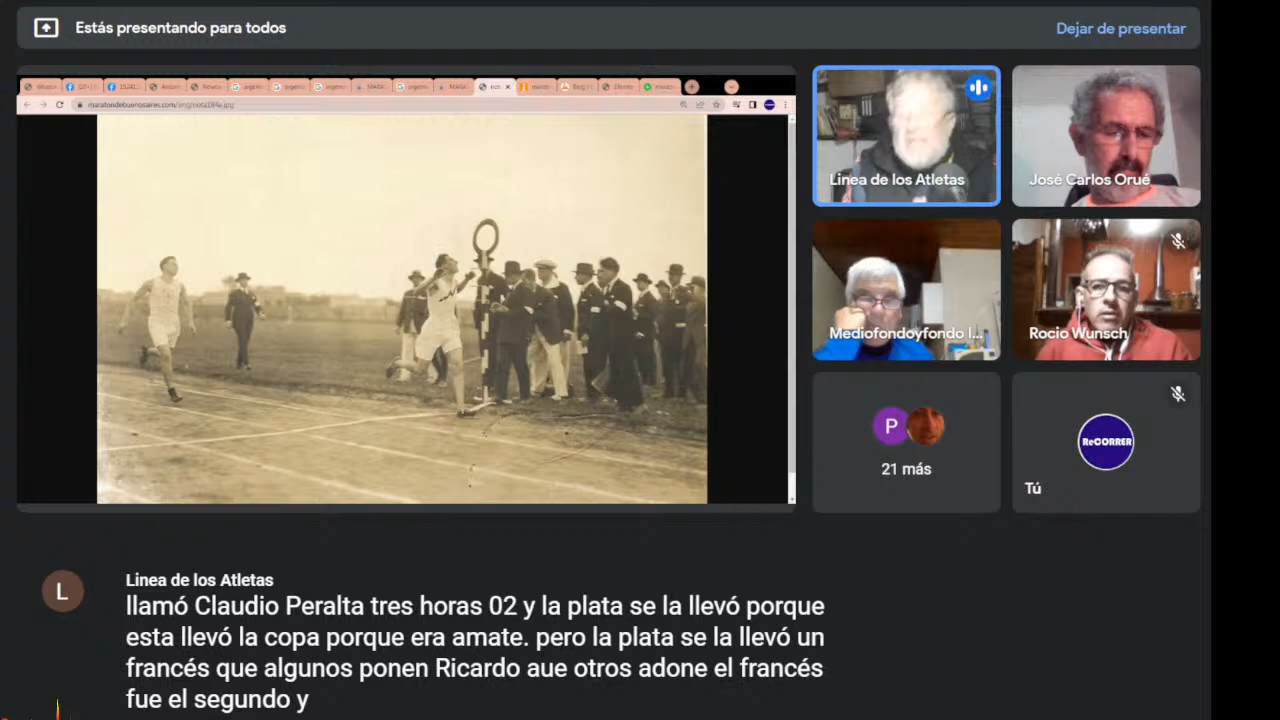 Estás presentando para todos
Dejar de presentar
maratondebuenosaires.com/img/nota184a.jpg
Linea de los Atletas
José Carlos Orué
Mediofondoyfondo I...
Rocio Wunsch
P
21 más
ReCORRER
Tú
L
Linea de los Atletas
llamó Claudio Peralta tres horas 02 y la plata se la llevó porque
esta llevó la copa porque era amate. pero la plata se la llevó un
francés que algunos ponen Ricardo aue otros adone el francés
fue el segundo y